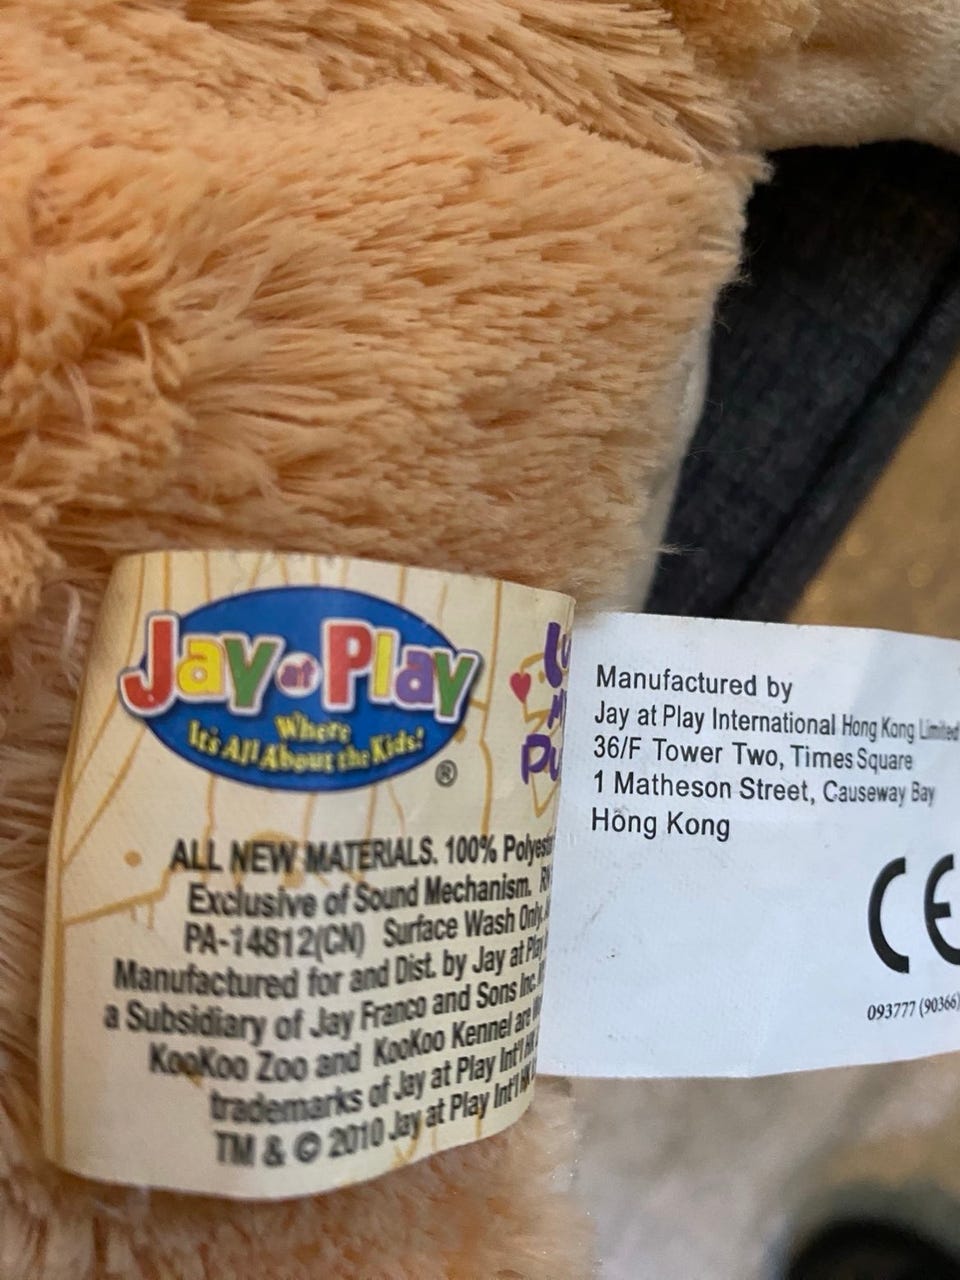 Jay at Play
Where
It's All About the Kids!
®
ALL NEW MATERIALS. 100%
Exclusive of Sound Mechanism.
PA-14812(CN) Surface Wash Only.
Manufactured for and Dist. by Jay at Play
a Subsidiary of Jay Franco and Sons Inc.
KooKoo Zoo and KooKoo Kennel are
trademarks of Jay at Play Int'l
TM & © 2010 Jay at Play Int'l
Manufactured by
Jay at Play International Hong Kong Limited
36/F Tower Two, Times Square
1 Matheson Street, Causeway Bay
Hong Kong
CE
093777 (90366)